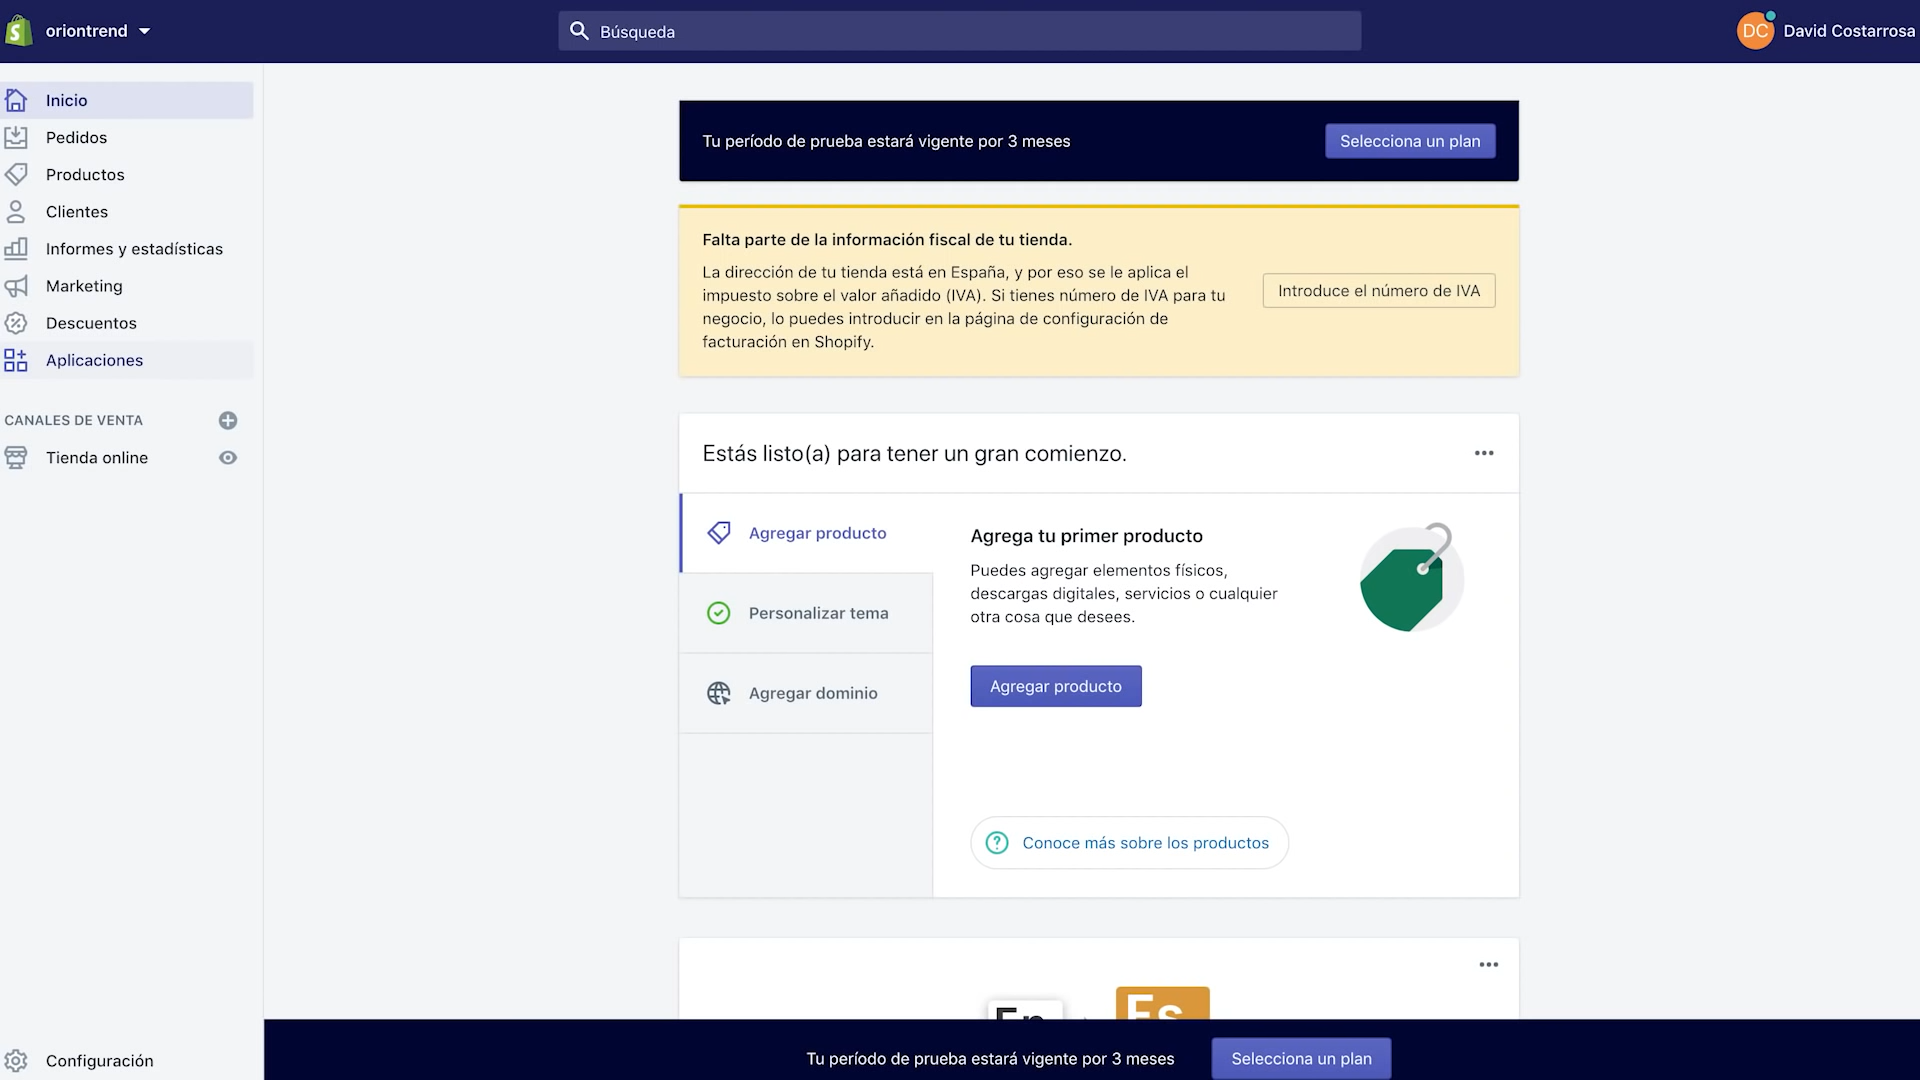 oriontrend
Búsqueda
DC
David Costarrosa
Inicio
Pedidos
Productos
Clientes
Informes y estadísticas
Marketing
Descuentos
Aplicaciones
CANALES DE VENTA
Tienda online
Configuración
Tu período de prueba estará vigente por 3 meses
Selecciona un plan
Falta parte de la información fiscal de tu tienda.
La dirección de tu tienda está en España, y por eso se le aplica el
impuesto sobre el valor añadido (IVA). Si tienes número de IVA para tu
negocio, lo puedes introducir en la página de configuración de
facturación en Shopify.
Introduce el número de IVA
Estás listo(a) para tener un gran comienzo.
Agregar producto
Personalizar tema
Agregar dominio
Agrega tu primer producto
Puedes agregar elementos físicos,
descargas digitales, servicios o cualquier
otra cosa que desees.
Agregar producto
Conoce más sobre los productos
En
Es
Tu período de prueba estará vigente por 3 meses
Selecciona un plan